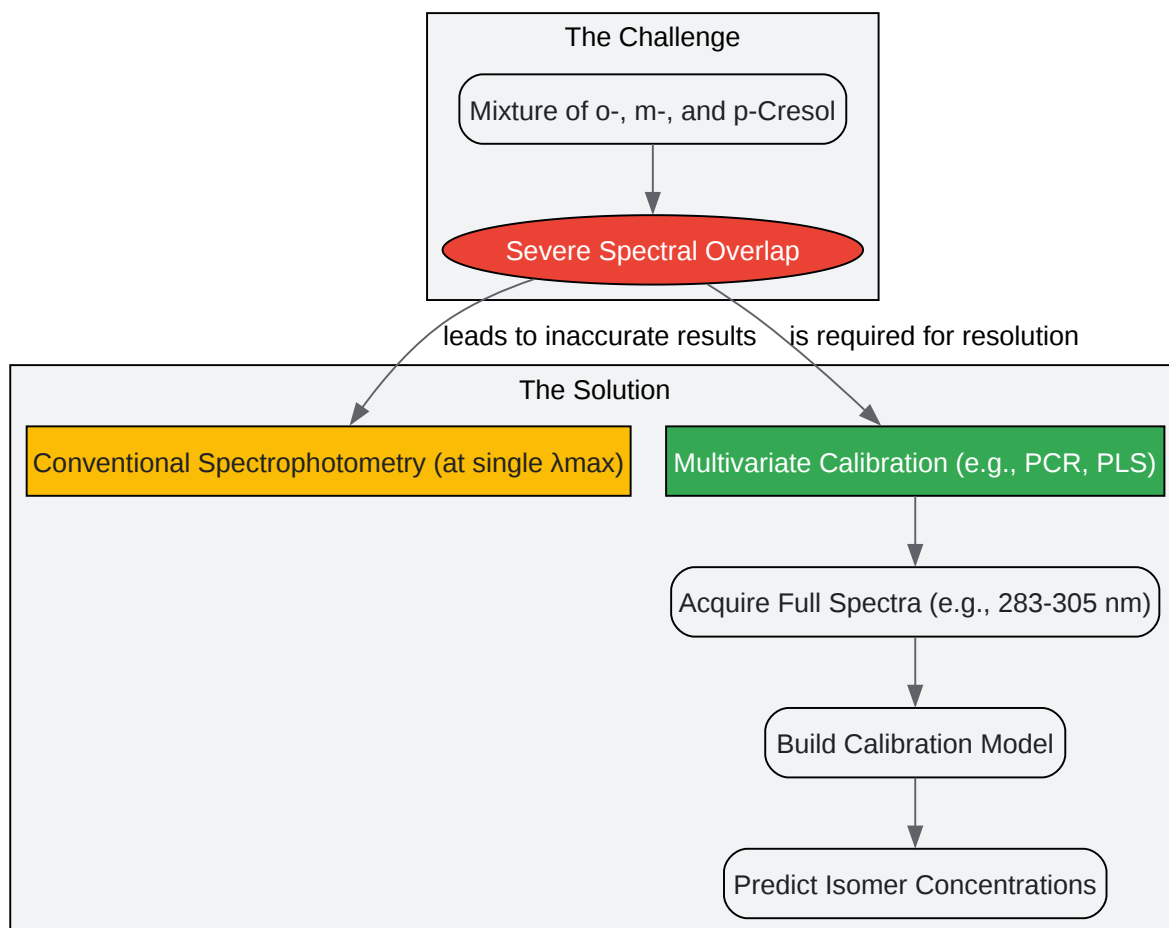 The Challenge
Mixture of o-, m-, and p-Cresol
Severe Spectral Overlap
leads to inaccurate results
is required for resolution
The Solution
Conventional Spectrophotometry (at single λmax)
Multivariate Calibration (e.g., PCR, PLS)
Acquire Full Spectra (e.g., 283-305 nm)
Build Calibration Model
Predict Isomer Concentrations